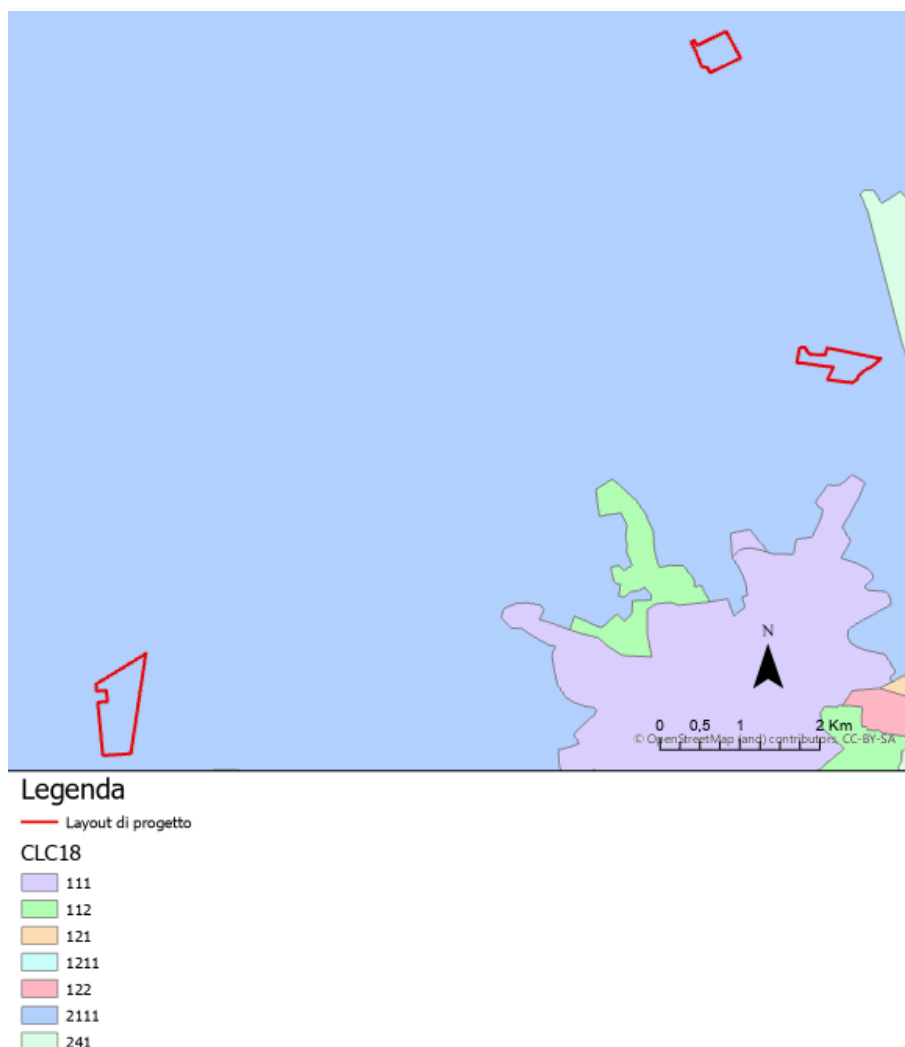 N
0 0,5 1 2 Km
© OpenStreetMap (and) contributors, CC-BY-SA
Legenda
Layout di progetto
CLC18
111
112
121
1211
122
2111
241